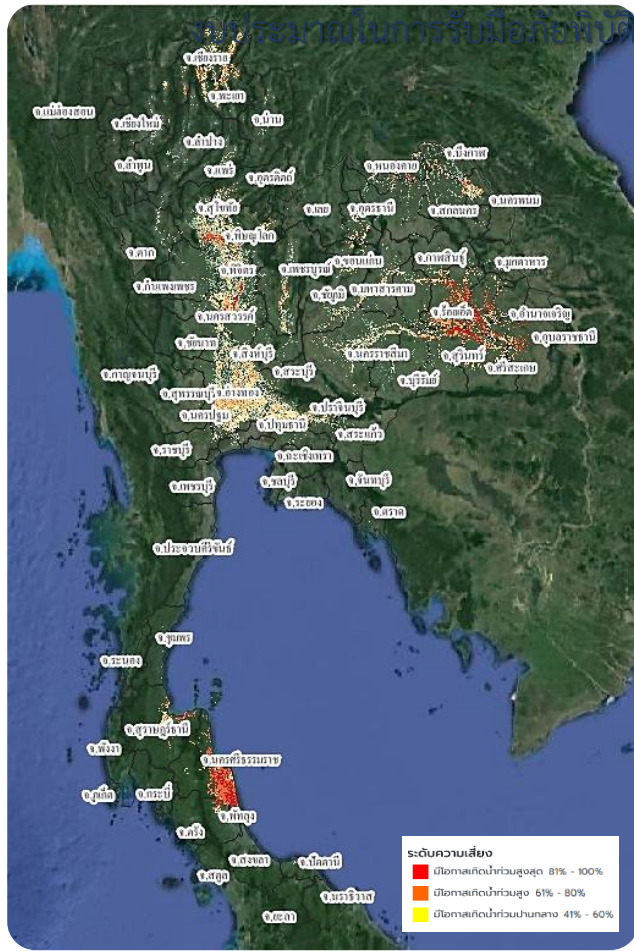 งบประมาณในการรับมือภัยพิบัติ
จ.เชียงราย
จ.พะเยา
จ.แม่ฮ่องสอน
จ.เชียงใหม่
จ.น่าน
จ.ลำปาง
จ.ลำพูน
จ.แพร่
จ.อุตรดิตถ์
จ.หนองคาย
จ.บึงกาฬ
จ.นครพนม
จ.สุโขทัย
จ.เลย
จ.อุดรธานี
จ.สกลนคร
จ.พิษณุโลก
จ.ตาก
จ.พิจิตร
จ.เพชรบูรณ์
จ.ขอนแก่น
จ.กาฬสินธุ์
จ.มุกดาหาร
จ.กำแพงเพชร
จ.ชัยภูมิ
จ.มหาสารคาม
จ.นครสวรรค์
จ.ร้อยเอ็ด
จ.อำนาจเจริญ
จ.อุบลราชธานี
จ.ชัยนาท
จ.สิงห์บุรี
จ.นครราชสีมา
จ.สุรินทร์
จ.ศรีสะเกษ
จ.กาญจนบุรี
จ.สระบุรี
จ.บุรีรัมย์
จ.สุพรรณบุรี
จ.อ่างทอง
จ.นครปฐม
จ.ปราจีนบุรี
จ.ปทุมธานี
จ.สระแก้ว
จ.ราชบุรี
จ.ฉะเชิงเทรา
จ.เพชรบุรี
จ.ชลบุรี
จ.จันทบุรี
จ.ระยอง
จ.ตราด
จ.ประจวบคีรีขันธ์
จ.ชุมพร
จ.ระนอง
จ.สุราษฎร์ธานี
จ.พังงา
จ.นครศรีธรรมราช
จ.ภูเก็ต
จ.กระบี่
จ.พัทลุง
จ.ตรัง
จ.สงขลา
จ.ปัตตานี
จ.สตูล
จ.นราธิวาส
จ.ยะลา
ระดับความเสี่ยง
มีโอกาสเกิดน้ำท่วมสูงสุด 81% - 100%
มีโอกาสเกิดน้ำท่วมสูง 61% - 80%
มีโอกาสเกิดน้ำท่วมปานกลาง 41% - 60%